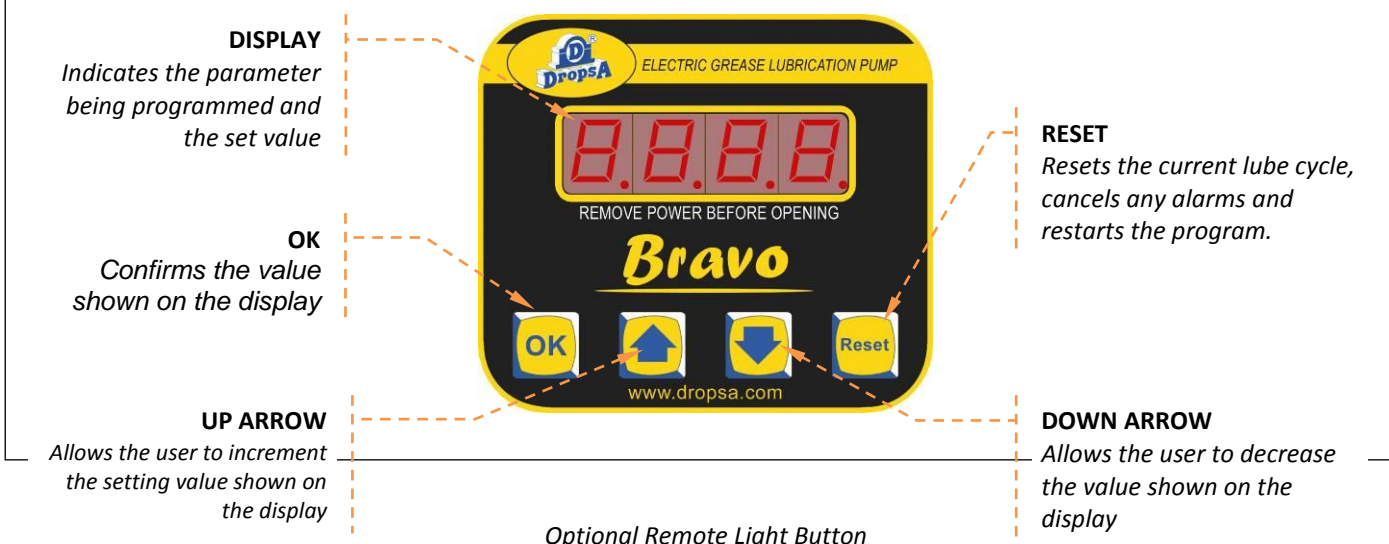 DISPLAY
Indicates the parameter
being programmed and
the set value
OK
Confirms the value
shown on the display
UP ARROW
Allows the user to increment
the setting value shown on
the display
D
®
DropsA
ELECTRIC GREASE LUBRICATION PUMP
8.8.8.8.
REMOVE POWER BEFORE OPENING
Bravo
OK
Reset
www.dropsa.com
RESET
Resets the current lube cycle,
cancels any alarms and
restarts the program.
DOWN ARROW
Allows the user to decrease
the value shown on the
display
Optional Remote Light Button